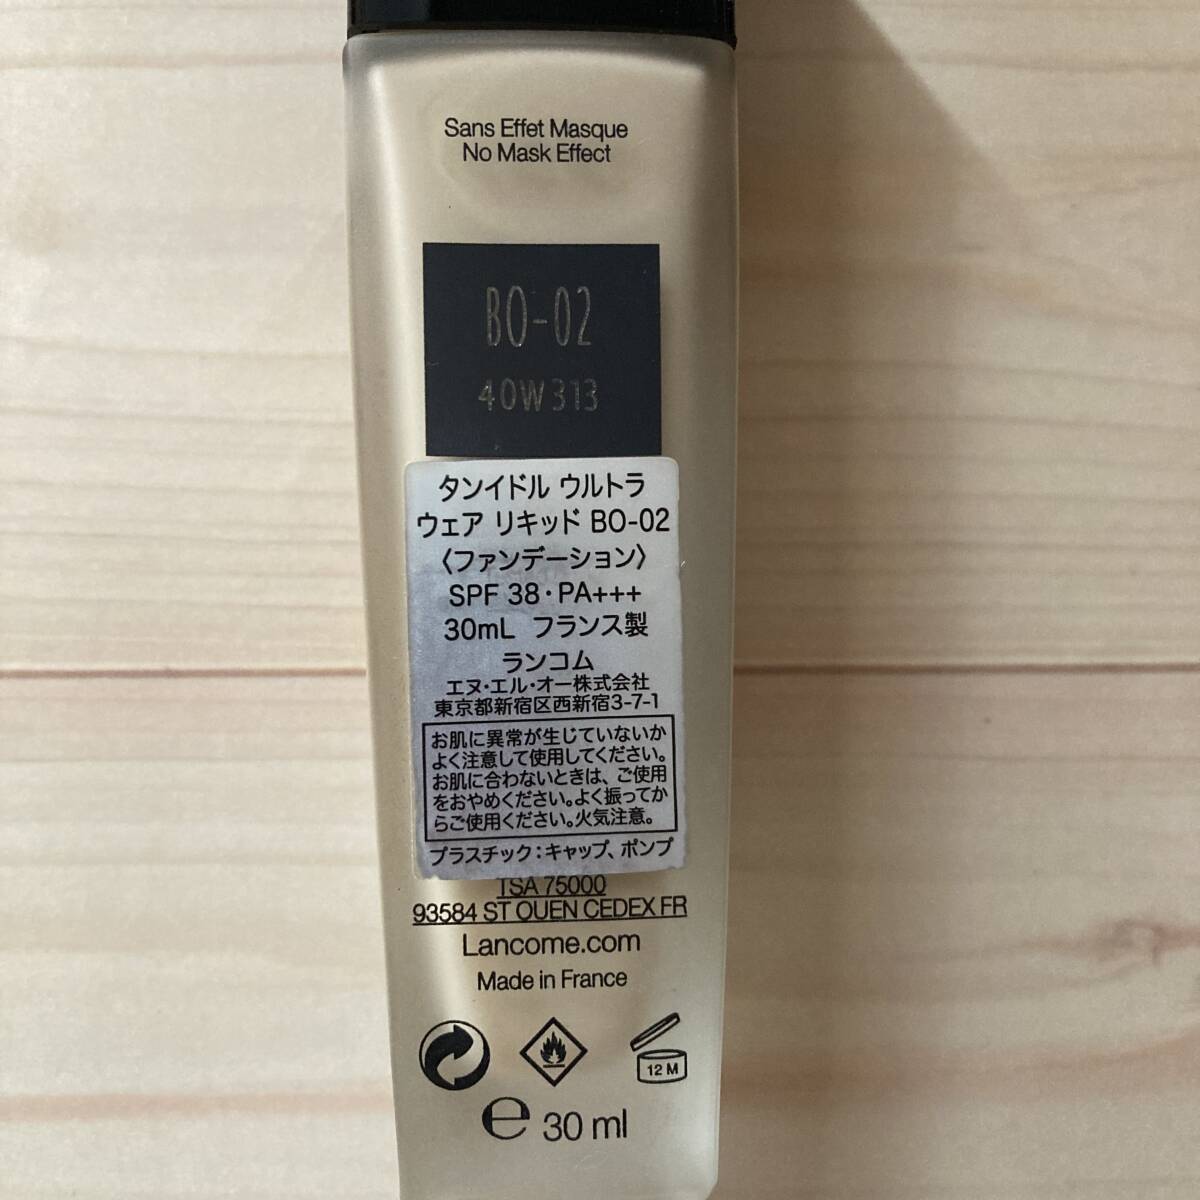 Sans Effet Masque
No Mask Effect
BO-02
40W313
タンイドル ウルトラ
ウェア リキッド BO-02
〈ファンデーション〉
SPF 38・PA+++
30mL フランス製
ランコム
エヌ・エル・オー株式会社
東京都新宿区西新宿3-7-1
お肌に異常が生じていないか
よく注意して使用してください。
お肌に合わないときは、ご使用
をおやめください。よく振ってか
らご使用ください。火気注意。
プラスチック：キャップ、ポンプ
TSA 75000
93584 ST OUEN CEDEX FR
Lancome.com
Made in France
12 M
e 30 ml